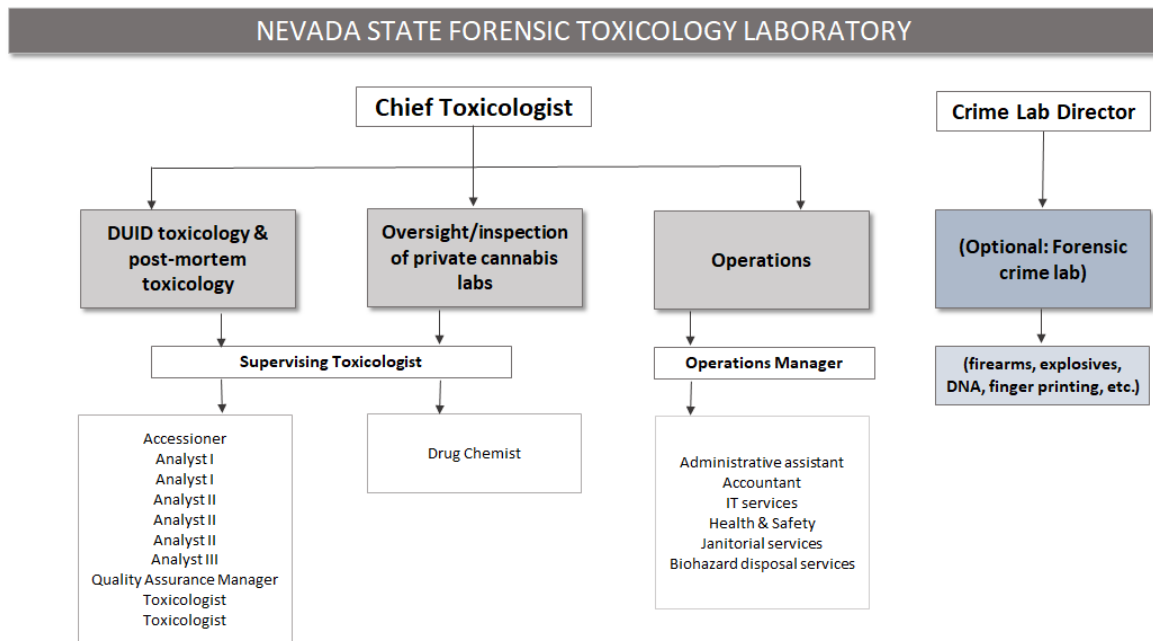 NEVADA STATE FORENSIC TOXICOLOGY LABORATORY
Chief Toxicologist
Crime Lab Director
DUID toxicology &
post-mortem
toxicology
Oversight/inspection
of private cannabis
labs
Operations
(Optional: Forensic
crime lab)
Supervising Toxicologist
Operations Manager
(firearms, explosives,
DNA, finger printing, etc.)
Accessioner
Analyst I
Analyst I
Analyst II
Analyst II
Analyst II
Analyst III
Quality Assurance Manager
Toxicologist
Toxicologist
Drug Chemist
Administrative assistant
Accountant
IT services
Health & Safety
Janitorial services
Biohazard disposal services